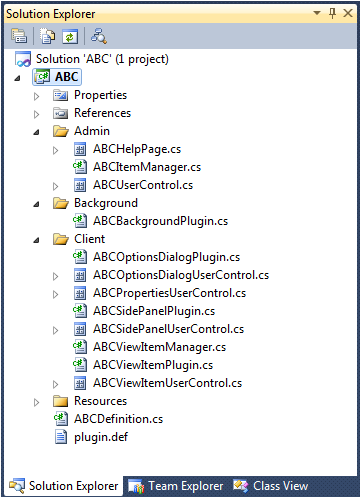 Solution Explorer
Solution 'ABC' (1 project)
ABC
Properties
References
Admin
ABCHelpPage.cs
ABCItemManager.cs
ABCUserControl.cs
Background
ABCBackgroundPlugin.cs
Client
ABCOptionsDialogPlugin.cs
ABCOptionsDialogUserControl.cs
ABCPropertiesUserControl.cs
ABCSidePanelPlugin.cs
ABCSidePanelUserControl.cs
ABCViewItemManager.cs
ABCViewItemPlugin.cs
ABCViewItemUserControl.cs
Resources
ABCDefinition.cs
plugin.def
Solution Explorer Team Explorer Class View